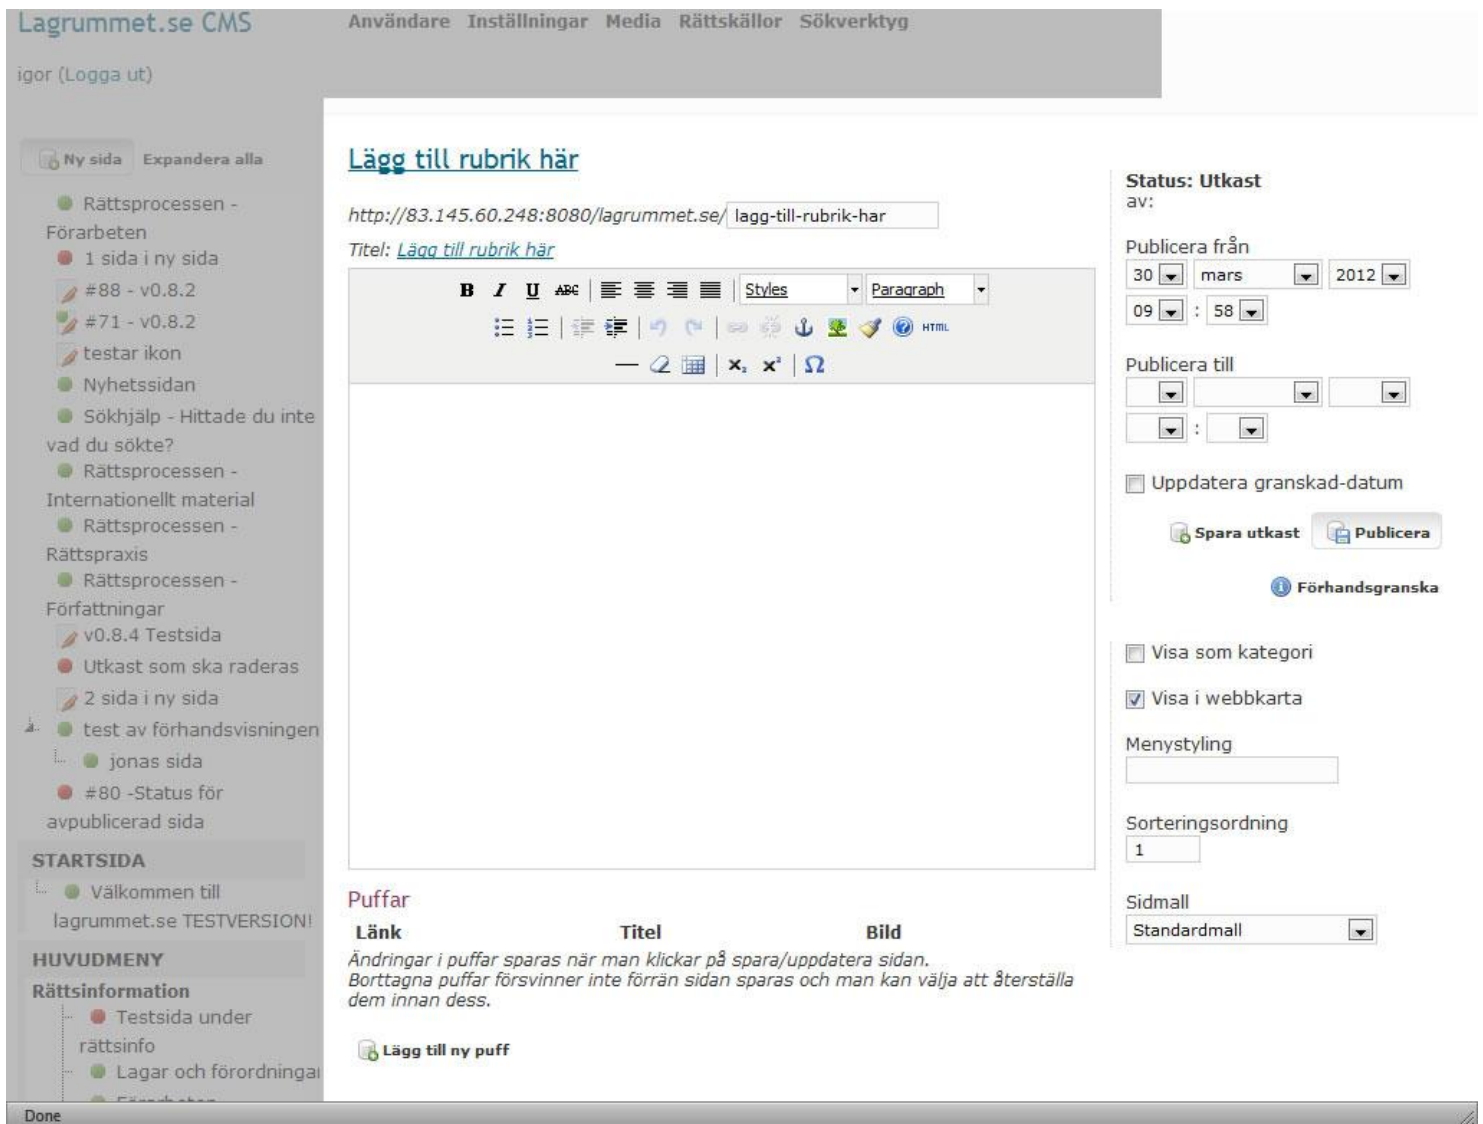 Lagrummet.se CMS
Användare Inställningar Media Rättskällor Sökverktyg
igor (Logga ut)
Ny sida Expandera alla
Rättsprocessen -
Förarbeten
1 sida i ny sida
#88 - v0.8.2
#71 - v0.8.2
testar ikon
Nyhetssidan
Sökhjälp - Hittade du inte
vad du sökte?
Rättsprocessen -
Internationellt material
Rättsprocessen -
Rättspraxis
Rättsprocessen -
Författningar
v0.8.4 Testsida
Utkast som ska raderas
2 sida i ny sida
test av förhandsvisningen
jonas sida
#80 -Status för
avpublicerad sida
STARTSIDA
Välkommen till
lagrummet.se TESTVERSION!
HUVUDMENY
Rättsinformation
Testsida under
rättsinfo
Lagar och förordningar
Förarbeten
Lägg till rubrik här
http://83.145.60.248:8080/lagrummet.se/ lagg-till-rubrik-har
Titel: Lägg till rubrik här
B I U ABC Styles Paragraph
HTML
x₂ x² Ω
Puffar
Länk Titel Bild
Ändringar i puffar sparas när man klickar på spara/uppdatera sidan.
Borttagna puffar försvinner inte förrän sidan sparas och man kan välja att återställa
dem innan dess.
Lägg till ny puff
Status: Utkast
av:
Publicera från
30 mars 2012
09 : 58
Publicera till
:
Uppdatera granskad-datum
Spara utkast Publicera
Förhandsgranska
Visa som kategori
Visa i webbkarta
Menystyling
Sorteringsordning
1
Sidmall
Standardmall
Done